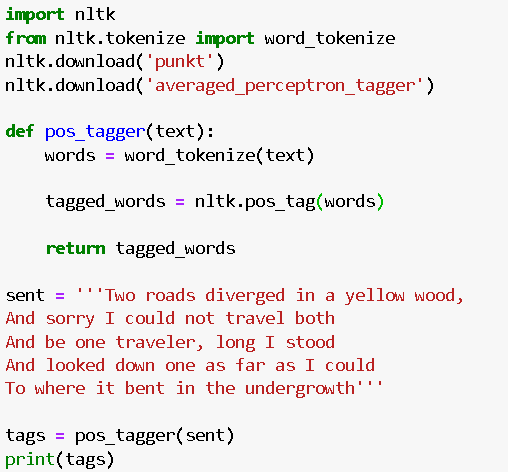 import nltk
from nltk.tokenize import word_tokenize
nltk.download('punkt')
nltk.download('averaged_perceptron_tagger')

def pos_tagger(text):
    words = word_tokenize(text)

    tagged_words = nltk.pos_tag(words)

    return tagged_words

sent = '''Two roads diverged in a yellow wood,
And sorry I could not travel both
And be one traveler, long I stood
And looked down one as far as I could
To where it bent in the undergrowth'''

tags = pos_tagger(sent)
print(tags)